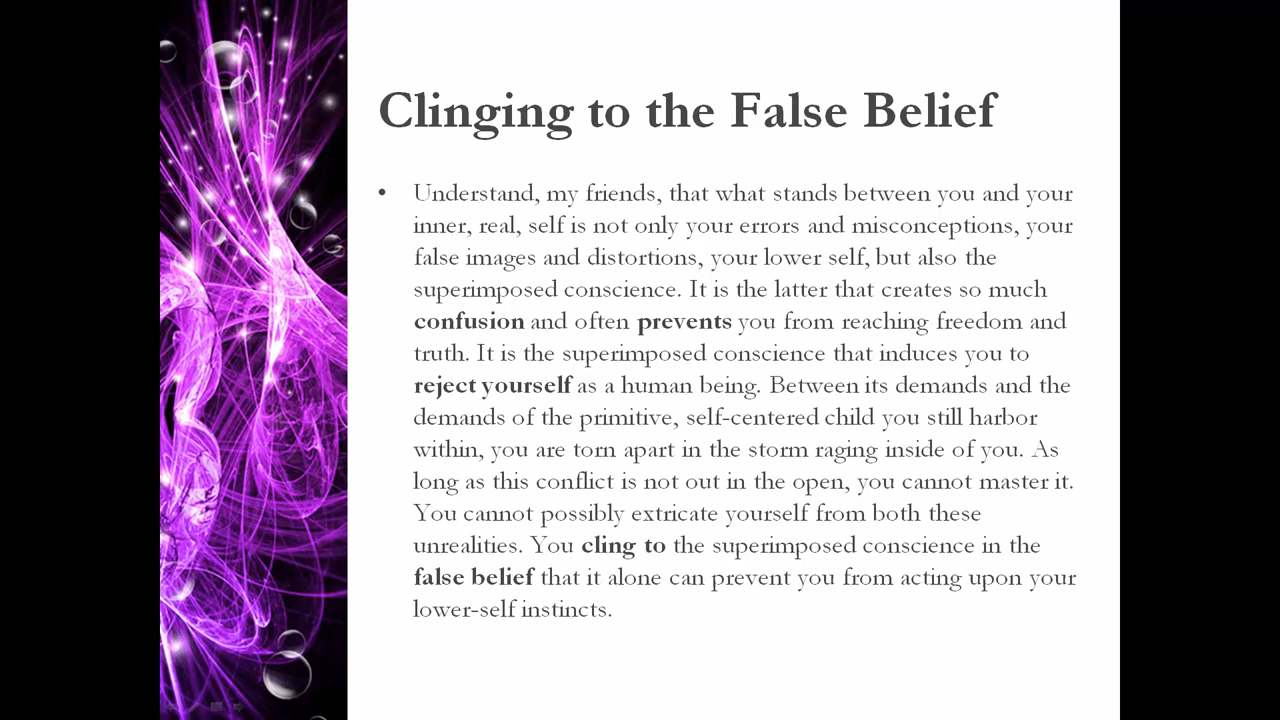 Clinging to the False Belief
• Understand, my friends, that what stands between you and your
inner, real, self is not only your errors and misconceptions, your
false images and distortions, your lower self, but also the
superimposed conscience. It is the latter that creates so much
confusion and often prevents you from reaching freedom and
truth. It is the superimposed conscience that induces you to
reject yourself as a human being. Between its demands and the
demands of the primitive, self-centered child you still harbor
within, you are torn apart in the storm raging inside of you. As
long as this conflict is not out in the open, you cannot master it.
You cannot possibly extricate yourself from both these
unrealities. You cling to the superimposed conscience in the
false belief that it alone can prevent you from acting upon your
lower-self instincts.